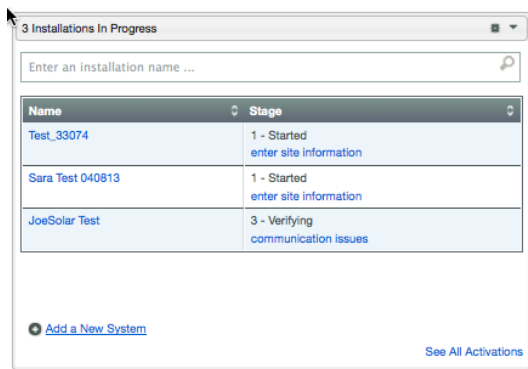 3 Installations In Progress
Enter an installation name ...
Name Stage
Test_33074 1 - Started
enter site information
Sara Test 040813 1 - Started
enter site information
JoeSolar Test 3 - Verifying
communication issues
Add a New System
See All Activations